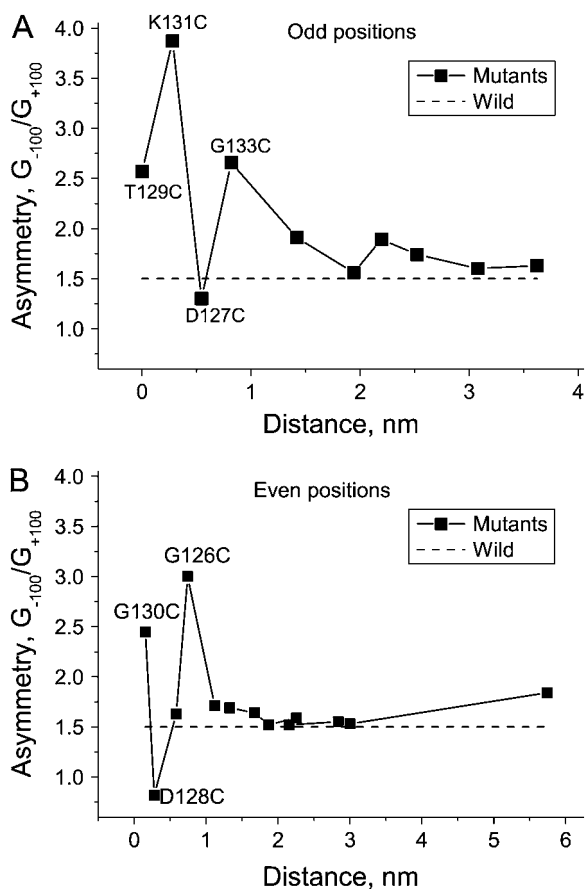 A
Odd positions
K131C
T129C
G133C
D127C
Mutants
Wild
Asymmetry, G-100/G+100
4.0
3.5
3.0
2.5
2.0
1.5
1.0
0 1 2 3 4
Distance, nm
B
Even positions
G126C
G130C
D128C
Mutants
Wild
Asymmetry, G-100/G+100
4.0
3.5
3.0
2.5
2.0
1.5
1.0
0 1 2 3 4 5 6
Distance, nm